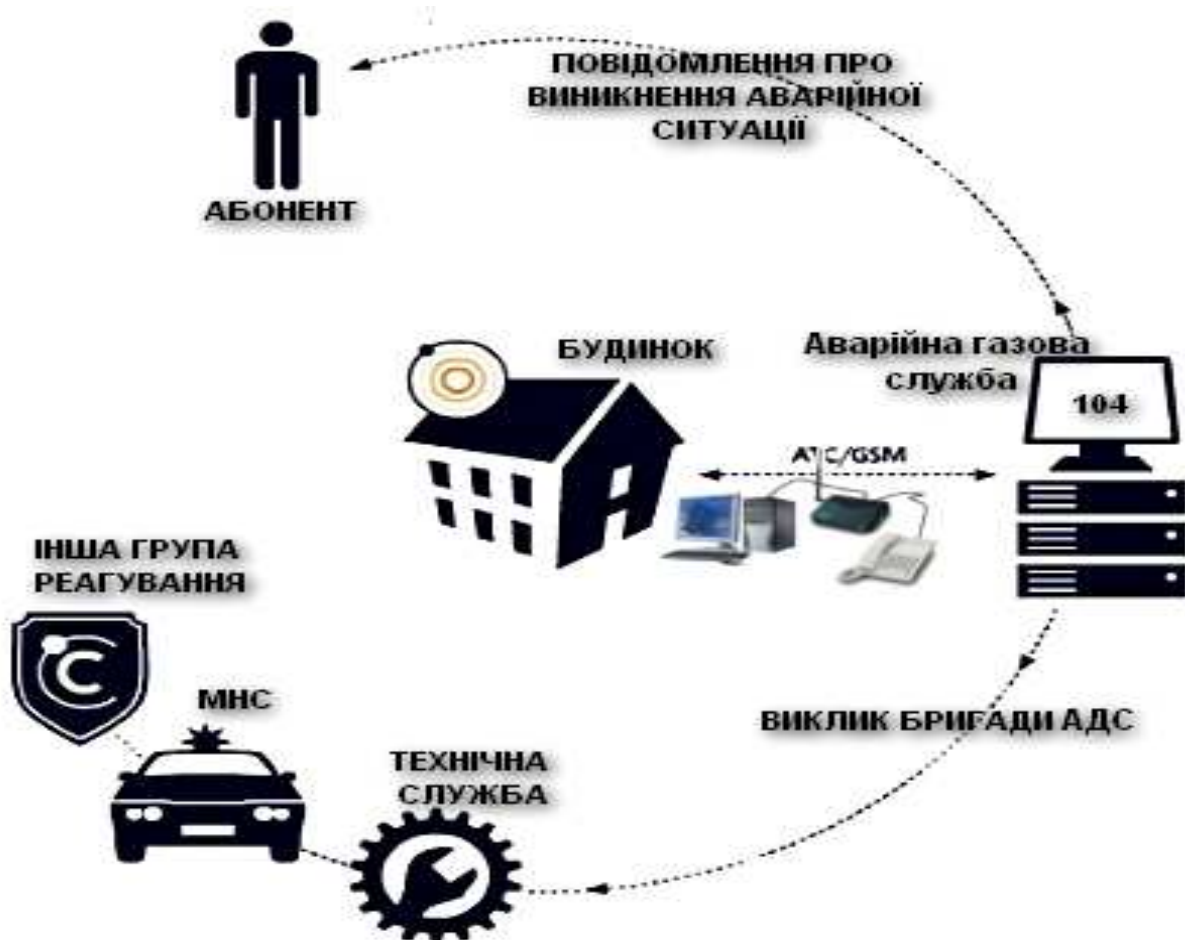 ПОВІДОМЛЕННЯ ПРО
ВИНИКНЕННЯ АВАРІЙНОЇ
СИТУАЦІЇ
АБОНЕНТ
БУДИНОК
Аварійна газова
служба
104
АТС/GSM
ІНША ГРУПА
РЕАГУВАННЯ
С
МНС
ВИКЛИК БРИГАДИ АДС
ТЕХНІЧНА
СЛУЖБА